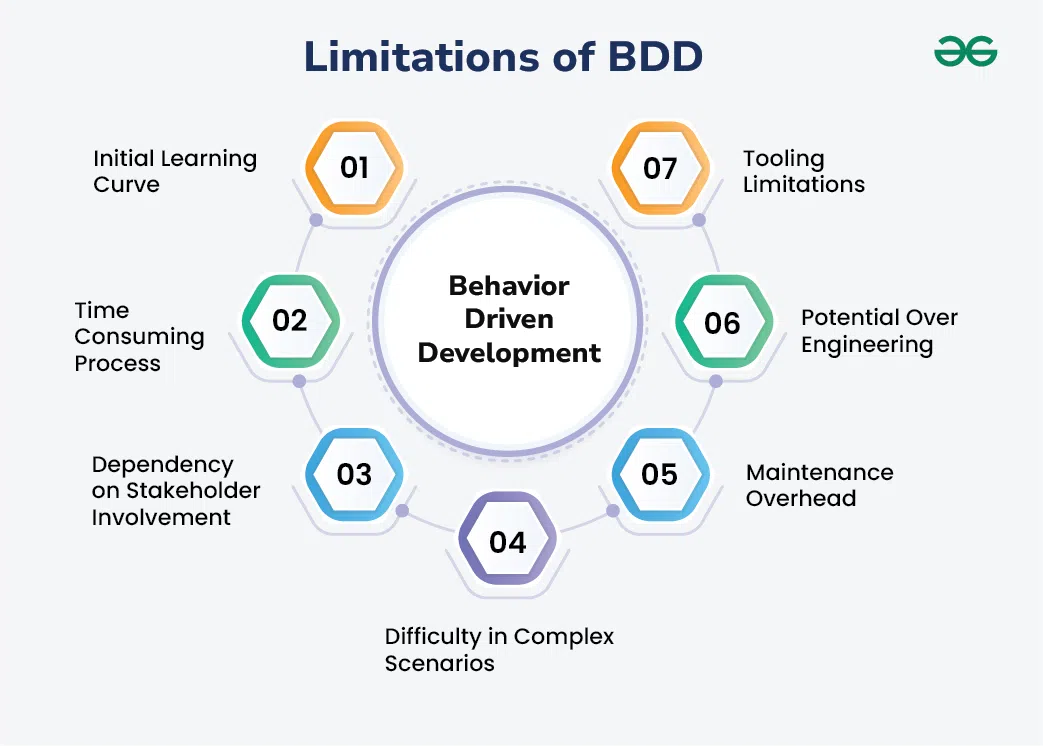 Limitations of BDD
01
Initial Learning
Curve
02
Time
Consuming
Process
03
Dependency
on Stakeholder
Involvement
04
Difficulty in Complex
Scenarios
05
Maintenance
Overhead
06
Potential Over
Engineering
07
Tooling
Limitations
Behavior
Driven
Development